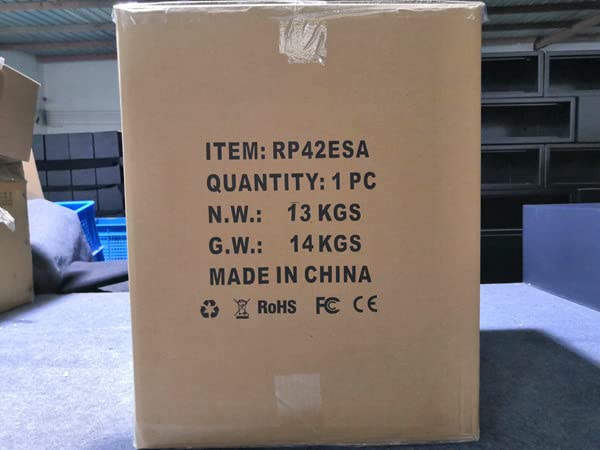 ITEM: RP42ESA
QUANTITY: 1 PC
N.W.: 13 KGS
G.W.: 14 KGS
MADE IN CHINA
RoHS FC CE